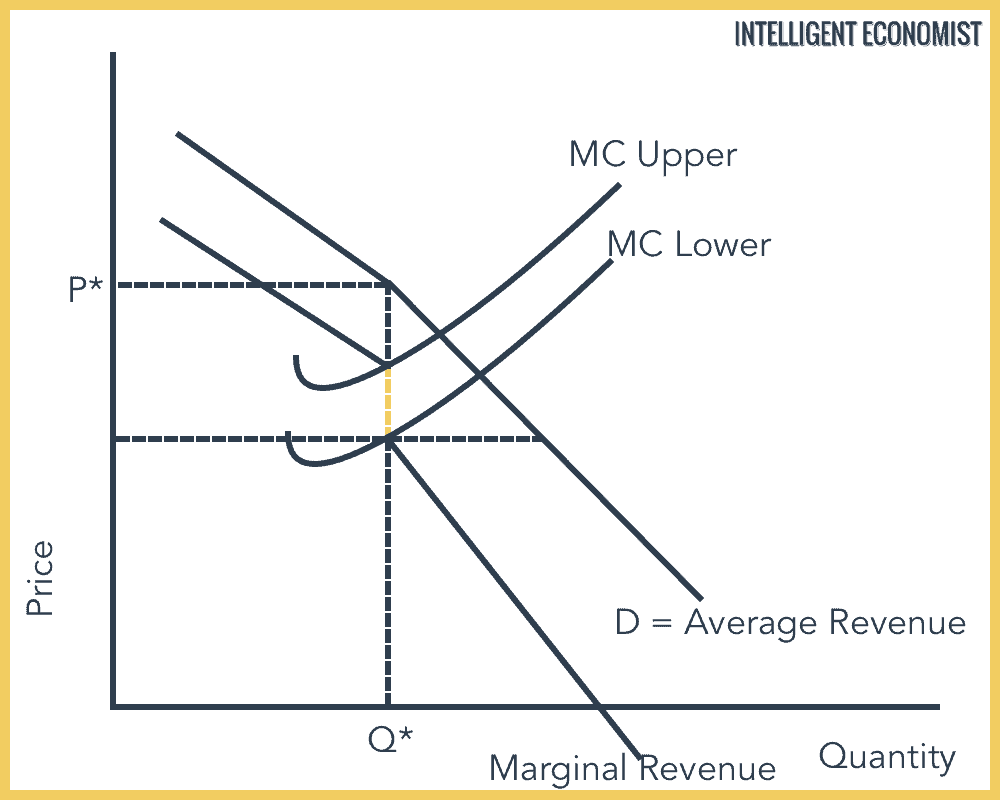 INTELLIGENT ECONOMIST
MC Upper
MC Lower
P*
Price
D = Average Revenue
Q*
Marginal Revenue
Quantity